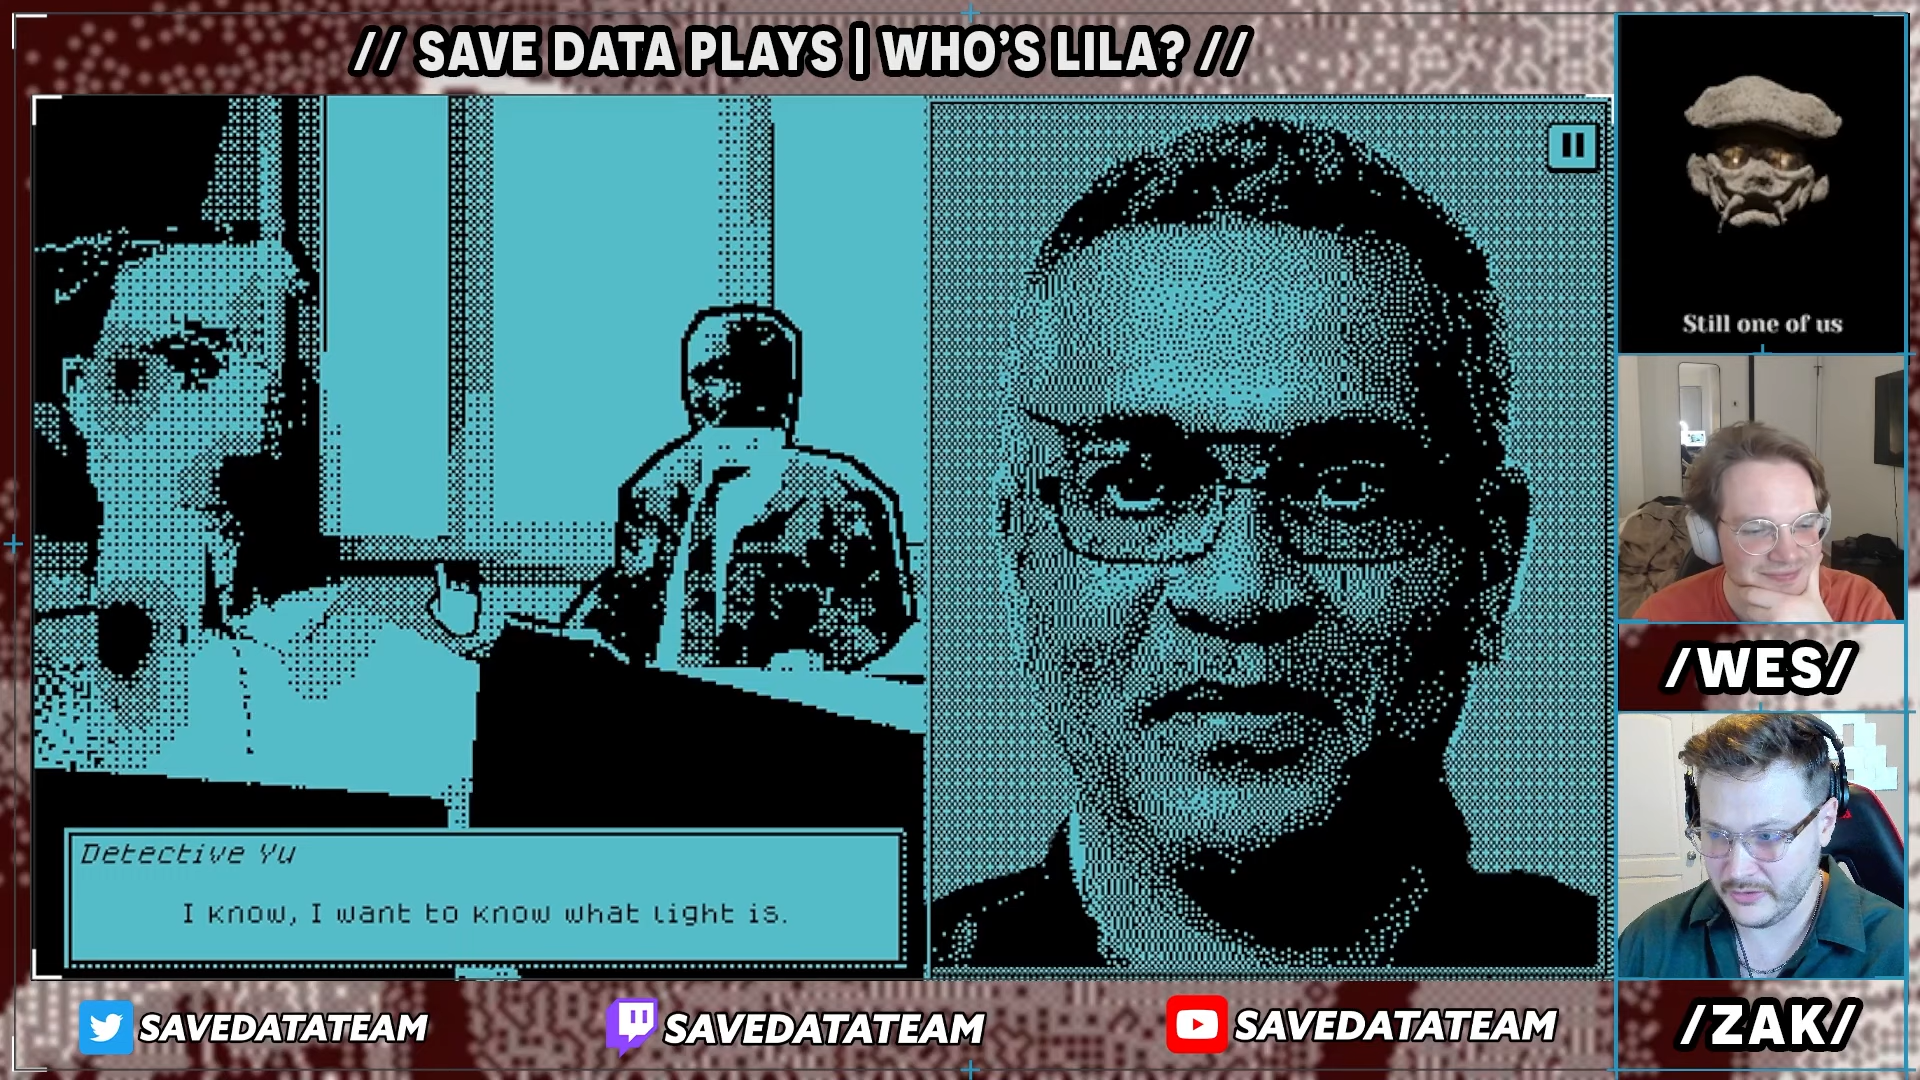 // SAVE DATA PLAYS | WHO'S LILA? //
Still one of us
/WES/
Detective Yu
I know, I want to know what light is.
SAVEDATATEAM
SAVEDATATEAM
SAVEDATATEAM
/ZAK/